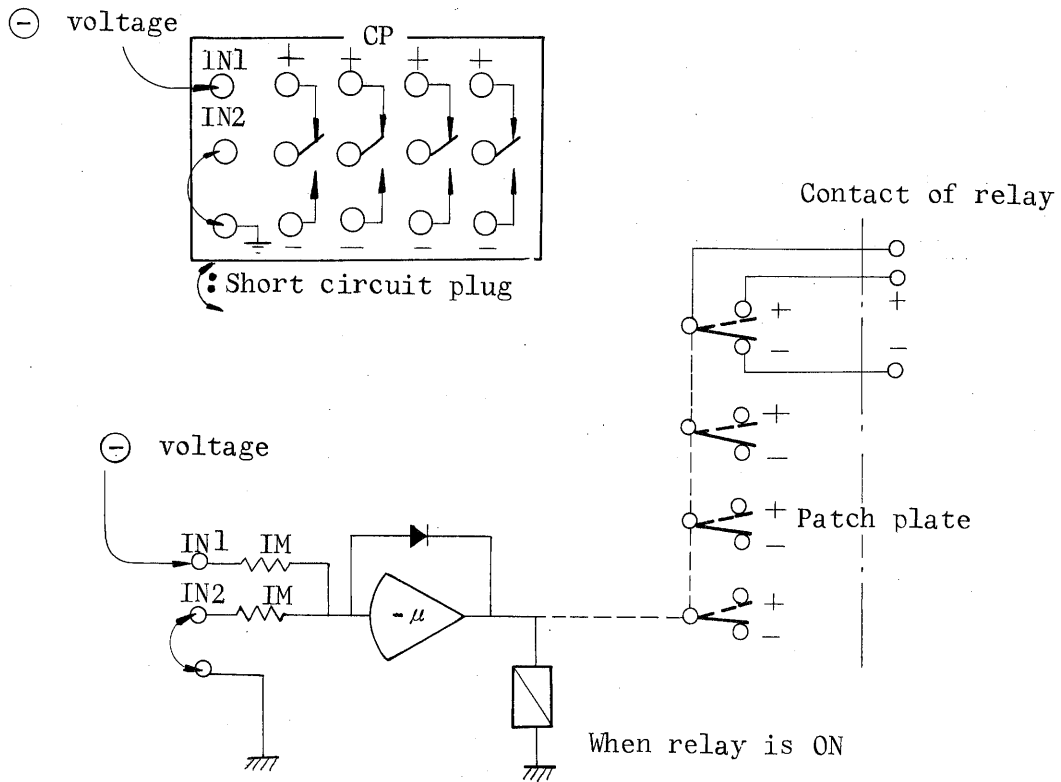 ⊖ voltage
CP
IN1 + + + +
IN2
− − − −
: Short circuit plug
Contact of relay
+ +
− −
+
−
+ Patch plate
−
+
−
⊖ voltage
IN1 IM
IN2 IM
-μ
When relay is ON